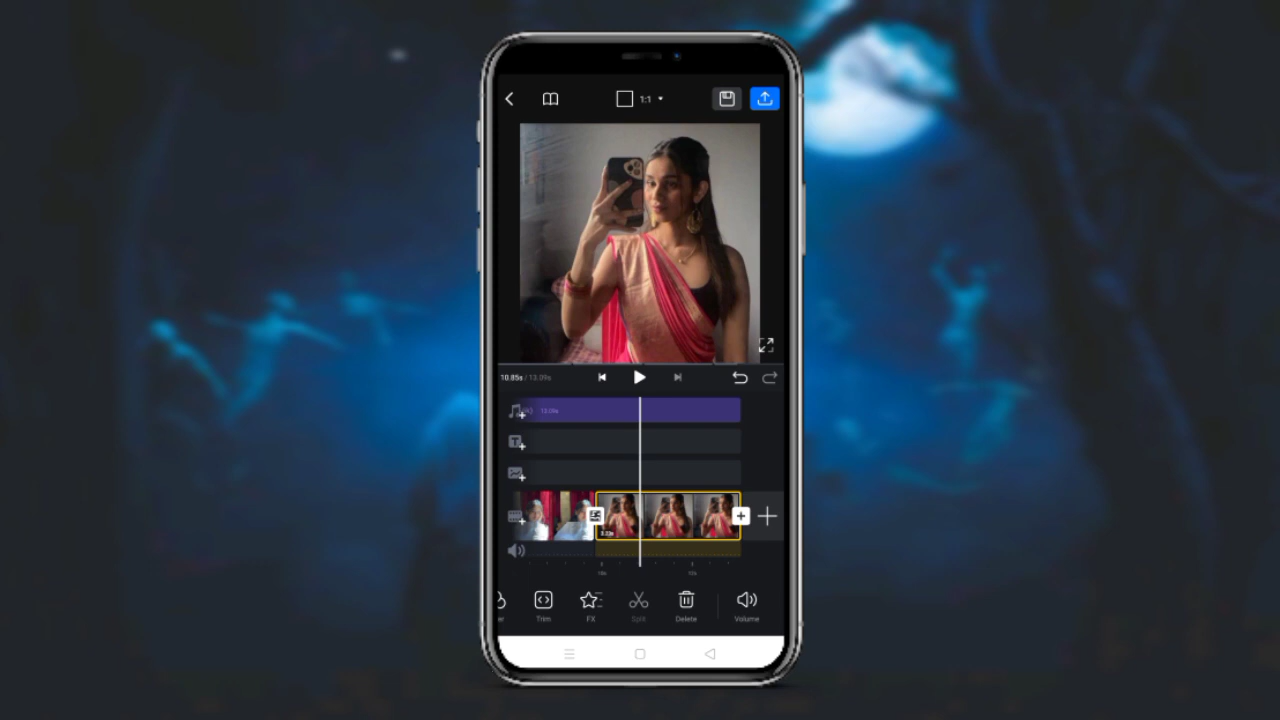 1:1
10.85s / 13.09s
13.09s
Trim
FX
Split
Delete
Volume